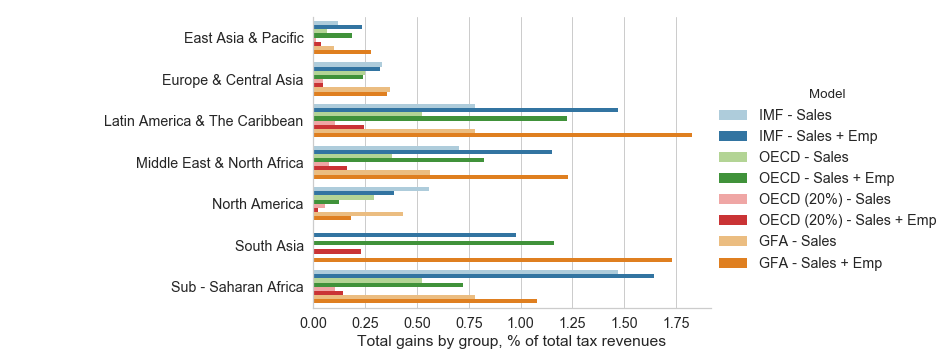 East Asia & Pacific
Europe & Central Asia
Latin America & The Caribbean
Middle East & North Africa
North America
South Asia
Sub - Saharan Africa
0.00 0.25 0.50 0.75 1.00 1.25 1.50 1.75
Total gains by group, % of total tax revenues
Model
IMF - Sales
IMF - Sales + Emp
OECD - Sales
OECD - Sales + Emp
OECD (20%) - Sales
OECD (20%) - Sales + Emp
GFA - Sales
GFA - Sales + Emp